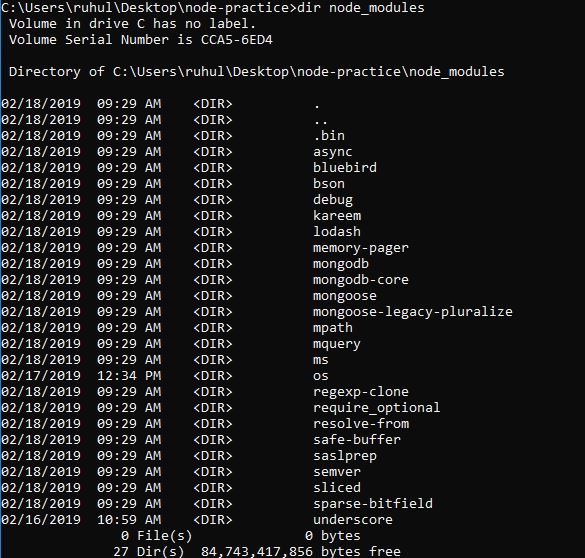 C:\Users\ruhul\Desktop\node-practice>dir node_modules
 Volume in drive C has no label.
 Volume Serial Number is CCA5-6ED4

 Directory of C:\Users\ruhul\Desktop\node-practice\node_modules

02/18/2019  09:29 AM    <DIR>          .
02/18/2019  09:29 AM    <DIR>          ..
02/18/2019  09:29 AM    <DIR>          .bin
02/18/2019  09:29 AM    <DIR>          async
02/18/2019  09:29 AM    <DIR>          bluebird
02/18/2019  09:29 AM    <DIR>          bson
02/18/2019  09:29 AM    <DIR>          debug
02/18/2019  09:29 AM    <DIR>          kareem
02/18/2019  09:29 AM    <DIR>          lodash
02/18/2019  09:29 AM    <DIR>          memory-pager
02/18/2019  09:29 AM    <DIR>          mongodb
02/18/2019  09:29 AM    <DIR>          mongodb-core
02/18/2019  09:29 AM    <DIR>          mongoose
02/18/2019  09:29 AM    <DIR>          mongoose-legacy-pluralize
02/18/2019  09:29 AM    <DIR>          mpath
02/18/2019  09:29 AM    <DIR>          mquery
02/18/2019  09:29 AM    <DIR>          ms
02/17/2019  12:34 PM    <DIR>          os
02/18/2019  09:29 AM    <DIR>          regexp-clone
02/18/2019  09:29 AM    <DIR>          require_optional
02/18/2019  09:29 AM    <DIR>          resolve-from
02/18/2019  09:29 AM    <DIR>          safe-buffer
02/18/2019  09:29 AM    <DIR>          saslprep
02/18/2019  09:29 AM    <DIR>          semver
02/18/2019  09:29 AM    <DIR>          sliced
02/18/2019  09:29 AM    <DIR>          sparse-bitfield
02/16/2019  10:59 AM    <DIR>          underscore
               0 File(s)              0 bytes
              27 Dir(s)  84,743,417,856 bytes free